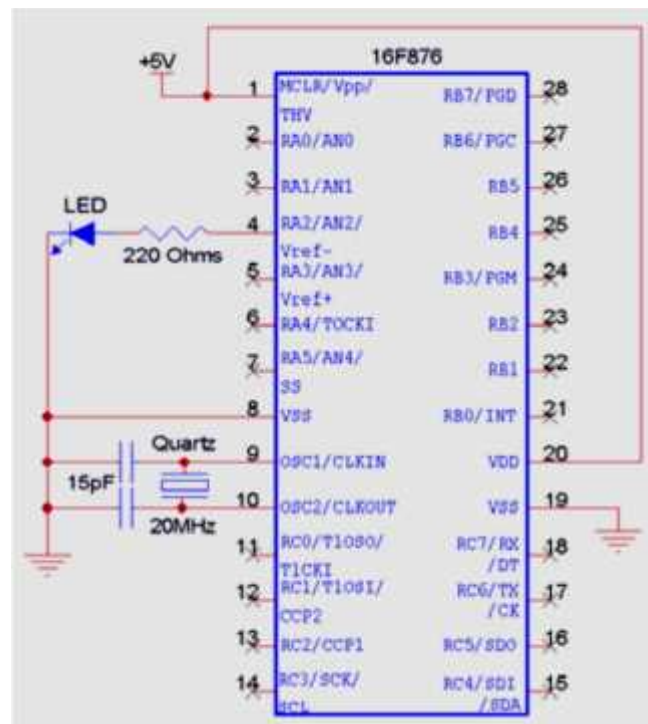 16F876
+5V
1 MCLR/Vpp/ THV
RB7/PGD 28
2 RA0/AN0
RB6/PGC 27
3 RA1/AN1
RB5 26
LED
220 Ohms
4 RA2/AN2/ Vref-
RB4 25
5 RA3/AN3/ Vref+
RB3/PGM 24
6 RA4/TOCKI
RB2 23
7 RA5/AN4/ SS
RB1 22
8 VSS
RB0/INT 21
Quartz
15pF
20MHz
9 OSC1/CLKIN
VDD 20
10 OSC2/CLKOUT
VSS 19
11 RC0/T1OSO/ T1CKI
RC7/RX /DT 18
12 RC1/T1OSI/ CCP2
RC6/TX /CK 17
13 RC2/CCP1
RC5/SDO 16
14 RC3/SCK/ SCL
RC4/SDI /SDA 15